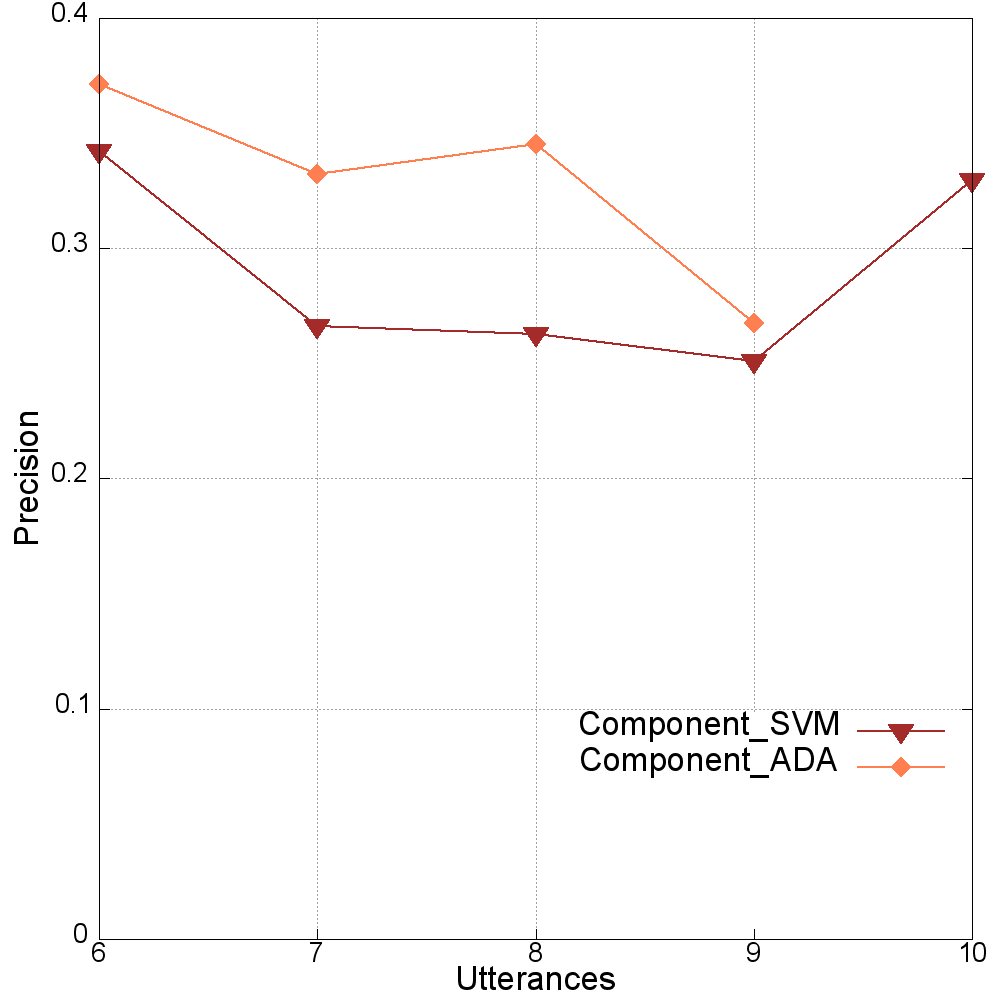 0.4
0.3
0.2
0.1
0
Precision
Component_SVM
Component_ADA
6 7 8 9 10
Utterances